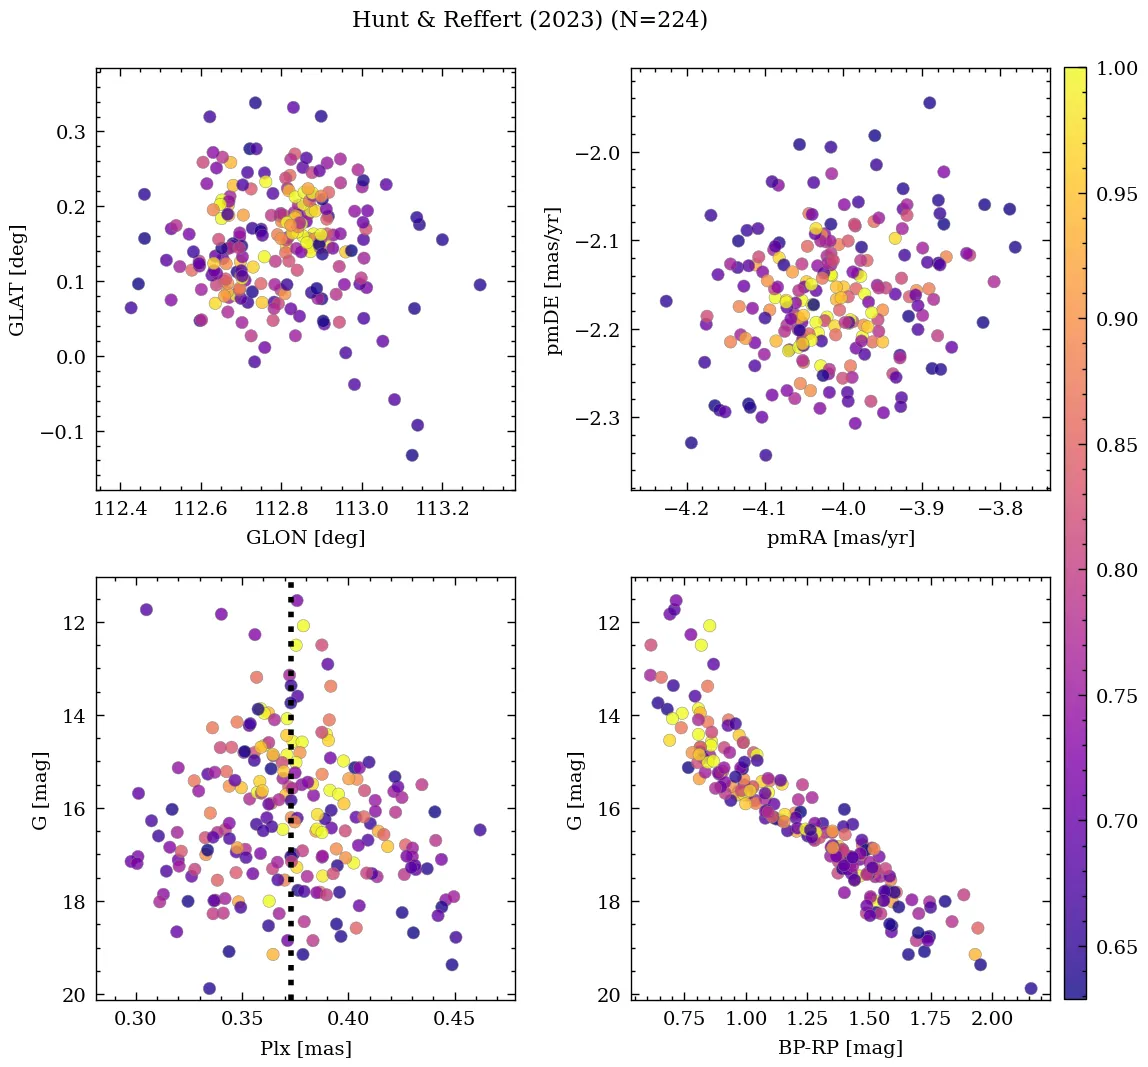 Hunt & Reffert (2023) (N=224)
0.3
0.2
0.1
0.0
−0.1
GLAT [deg]
112.4 112.6 112.8 113.0 113.2
GLON [deg]
−2.0
−2.1
−2.2
−2.3
pmDE [mas/yr]
−4.2 −4.1 −4.0 −3.9 −3.8
pmRA [mas/yr]
1.00
0.95
0.90
0.85
0.80
0.75
0.70
0.65
12
14
16
18
20
G [mag]
0.30 0.35 0.40 0.45
Plx [mas]
12
14
16
18
20
G [mag]
0.75 1.00 1.25 1.50 1.75 2.00
BP-RP [mag]